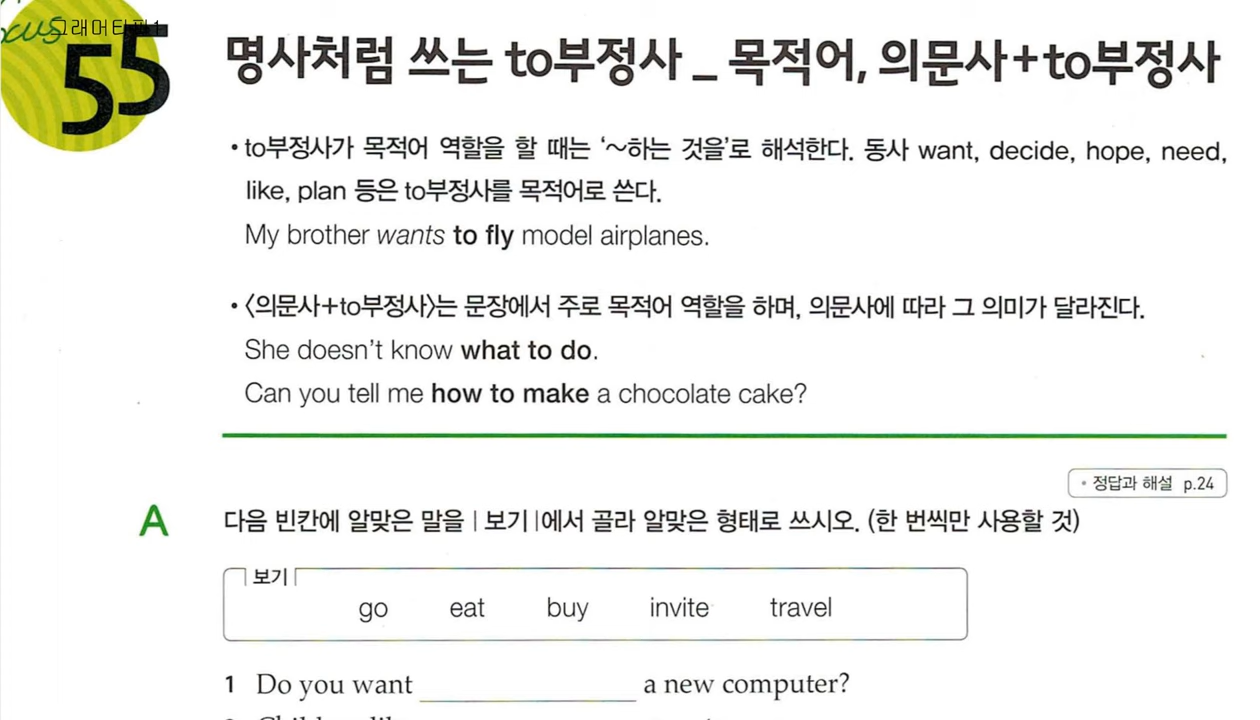 그래머타파1
ocus
55
명사처럼 쓰는 to부정사 _ 목적어, 의문사+to부정사
• to부정사가 목적어 역할을 할 때는 '~하는 것을'로 해석한다. 동사 want, decide, hope, need,
like, plan 등은 to부정사를 목적어로 쓴다.
My brother wants to fly model airplanes.
• 〈의문사+to부정사〉는 문장에서 주로 목적어 역할을 하며, 의문사에 따라 그 의미가 달라진다.
She doesn't know what to do.
Can you tell me how to make a chocolate cake?
• 정답과 해설 p.24
A 다음 빈칸에 알맞은 말을 |보기|에서 골라 알맞은 형태로 쓰시오. (한 번씩만 사용할 것)
보기
go eat buy invite travel
1 Do you want ____________ a new computer?